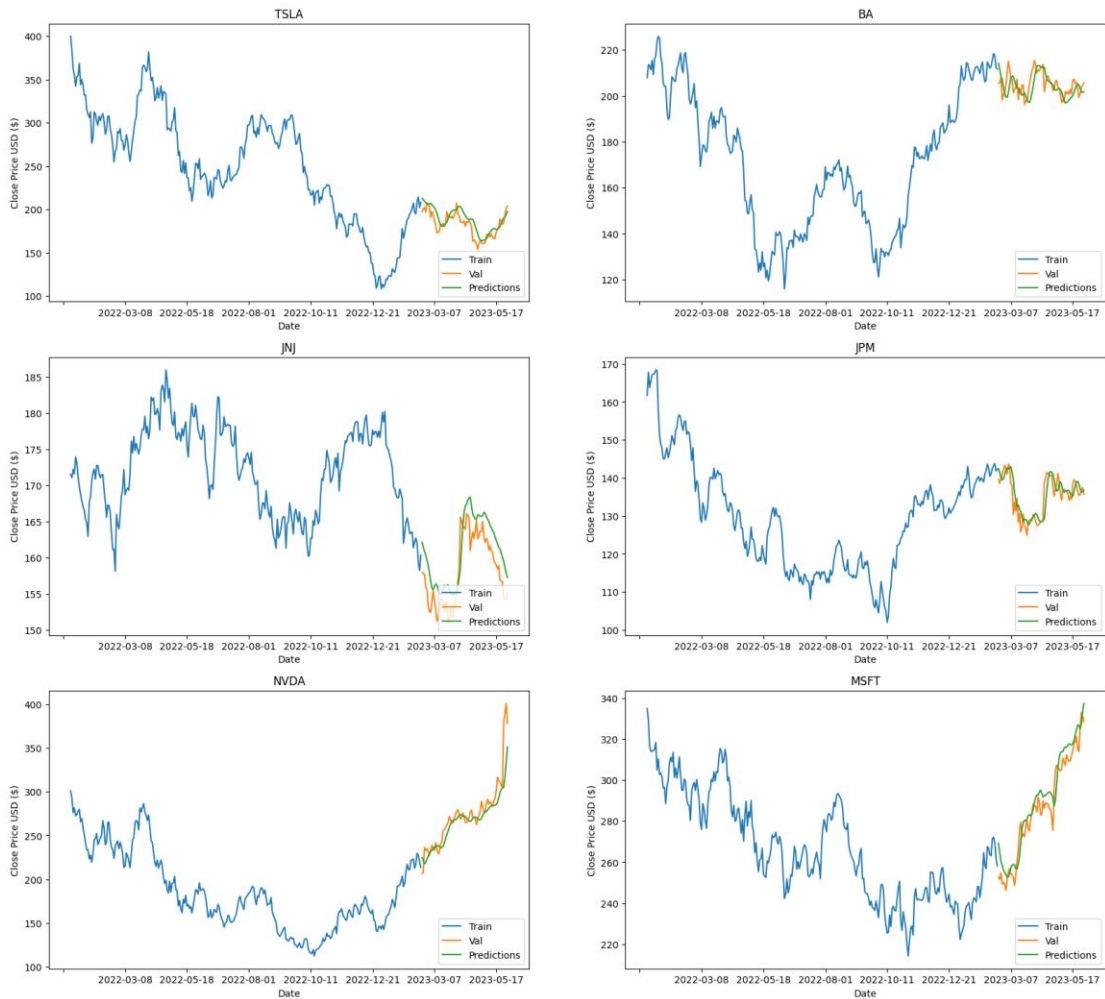 TSLA
Close Price USD ($)
400
350
300
250
200
150
100
2022-03-08 2022-05-18 2022-08-01 2022-10-11 2022-12-21 2023-03-07 2023-05-17
Date
Train
Val
Predictions
BA
Close Price USD ($)
220
200
180
160
140
120
2022-03-08 2022-05-18 2022-08-01 2022-10-11 2022-12-21 2023-03-07 2023-05-17
Date
Train
Val
Predictions
JNJ
Close Price USD ($)
185
180
175
170
165
160
155
150
2022-03-08 2022-05-18 2022-08-01 2022-10-11 2022-12-21 2023-03-07 2023-05-17
Date
Train
Val
Predictions
JPM
Close Price USD ($)
170
160
150
140
130
120
110
100
2022-03-08 2022-05-18 2022-08-01 2022-10-11 2022-12-21 2023-03-07 2023-05-17
Date
Train
Val
Predictions
NVDA
Close Price USD ($)
400
350
300
250
200
150
100
2022-03-08 2022-05-18 2022-08-01 2022-10-11 2022-12-21 2023-03-07 2023-05-17
Date
Train
Val
Predictions
MSFT
Close Price USD ($)
340
320
300
280
260
240
220
2022-03-08 2022-05-18 2022-08-01 2022-10-11 2022-12-21 2023-03-07 2023-05-17
Date
Train
Val
Predictions